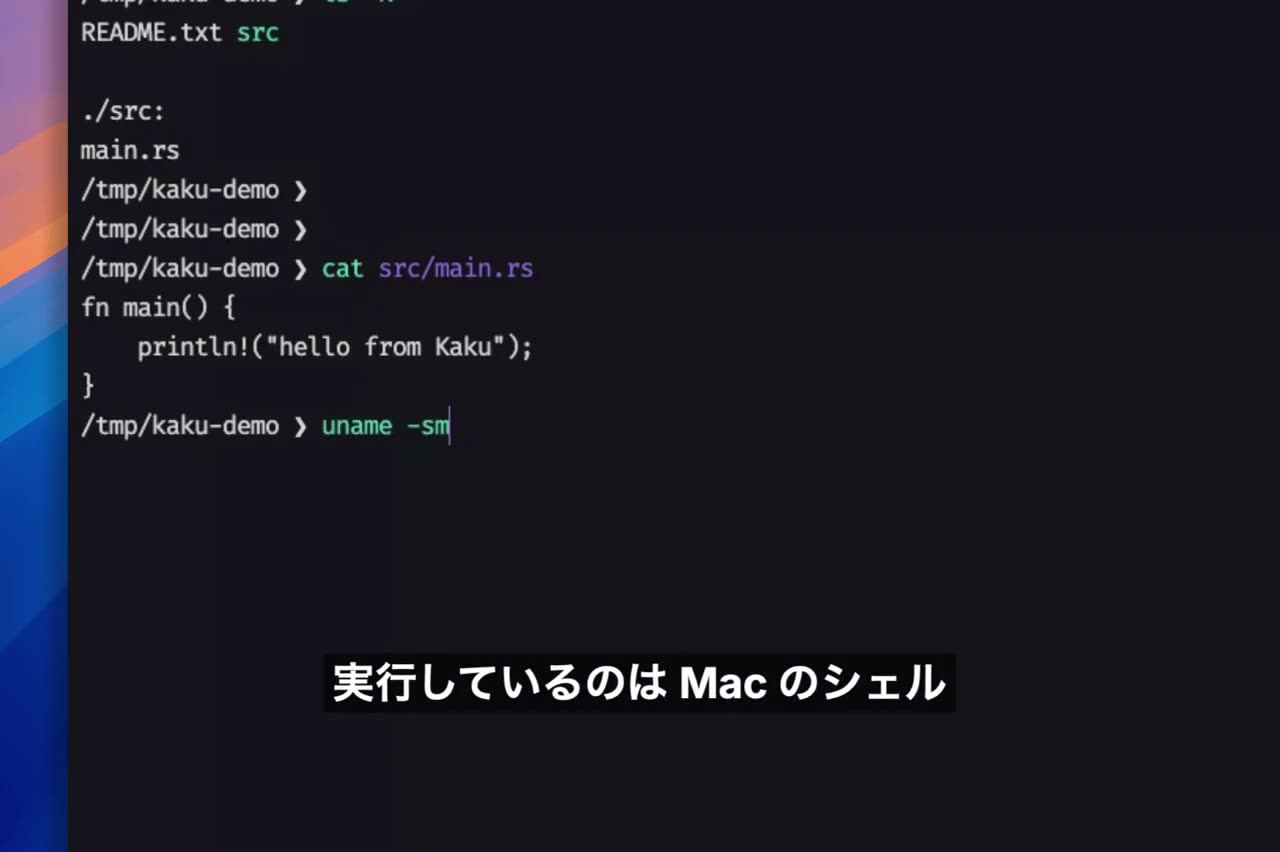 README.txt src
./src:
main.rs
/tmp/kaku-demo ❯
/tmp/kaku-demo ❯
/tmp/kaku-demo ❯ cat src/main.rs
fn main() {
    println!("hello from Kaku");
}
/tmp/kaku-demo ❯ uname -sm
実行しているのは Mac のシェル